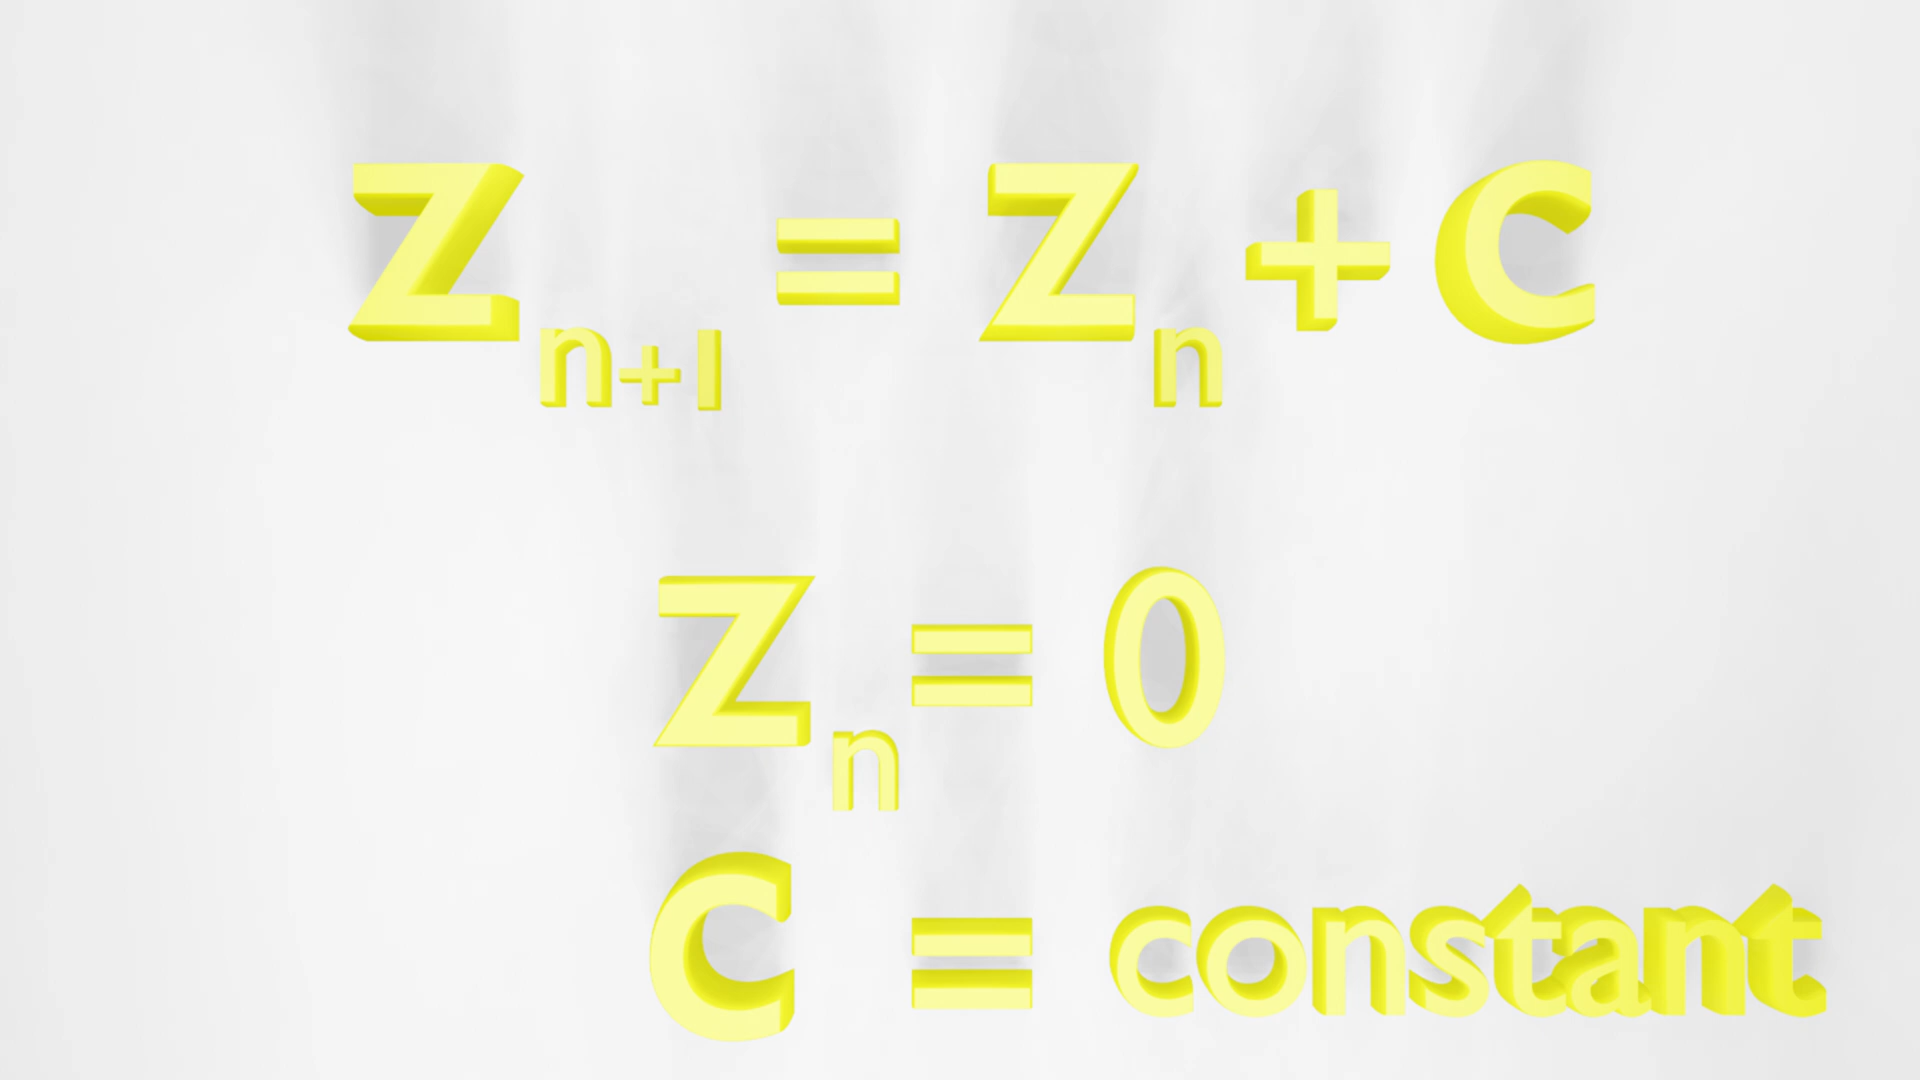 Zn+1 = Zn + C
Zn = 0
C = constant